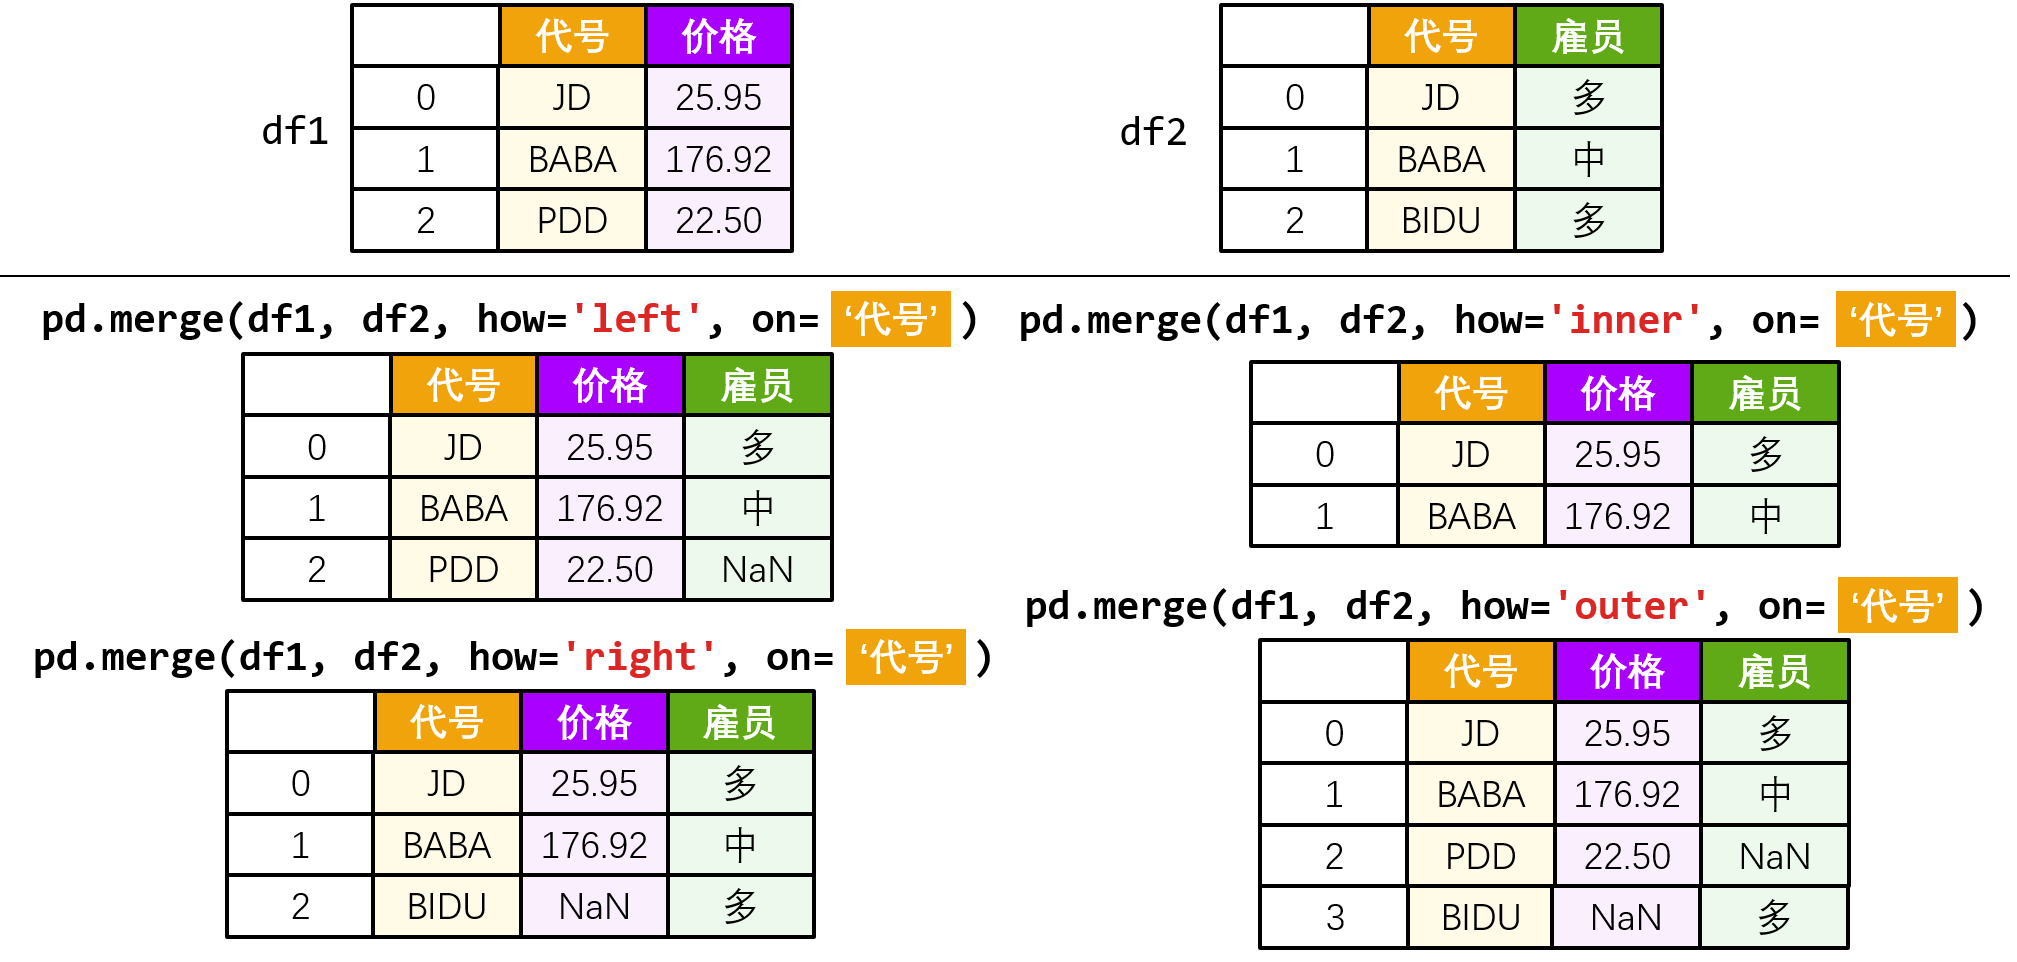 df1
代号 价格
0 JD 25.95
1 BABA 176.92
2 PDD 22.50
df2
代号 雇员
0 JD 多
1 BABA 中
2 BIDU 多
pd.merge(df1, df2, how='left', on= ‘代号’ )
代号 价格 雇员
0 JD 25.95 多
1 BABA 176.92 中
2 PDD 22.50 NaN
pd.merge(df1, df2, how='right', on= ‘代号’ )
代号 价格 雇员
0 JD 25.95 多
1 BABA 176.92 中
2 BIDU NaN 多
pd.merge(df1, df2, how='inner', on= ‘代号’ )
代号 价格 雇员
0 JD 25.95 多
1 BABA 176.92 中
pd.merge(df1, df2, how='outer', on= ‘代号’ )
代号 价格 雇员
0 JD 25.95 多
1 BABA 176.92 中
2 PDD 22.50 NaN
3 BIDU NaN 多